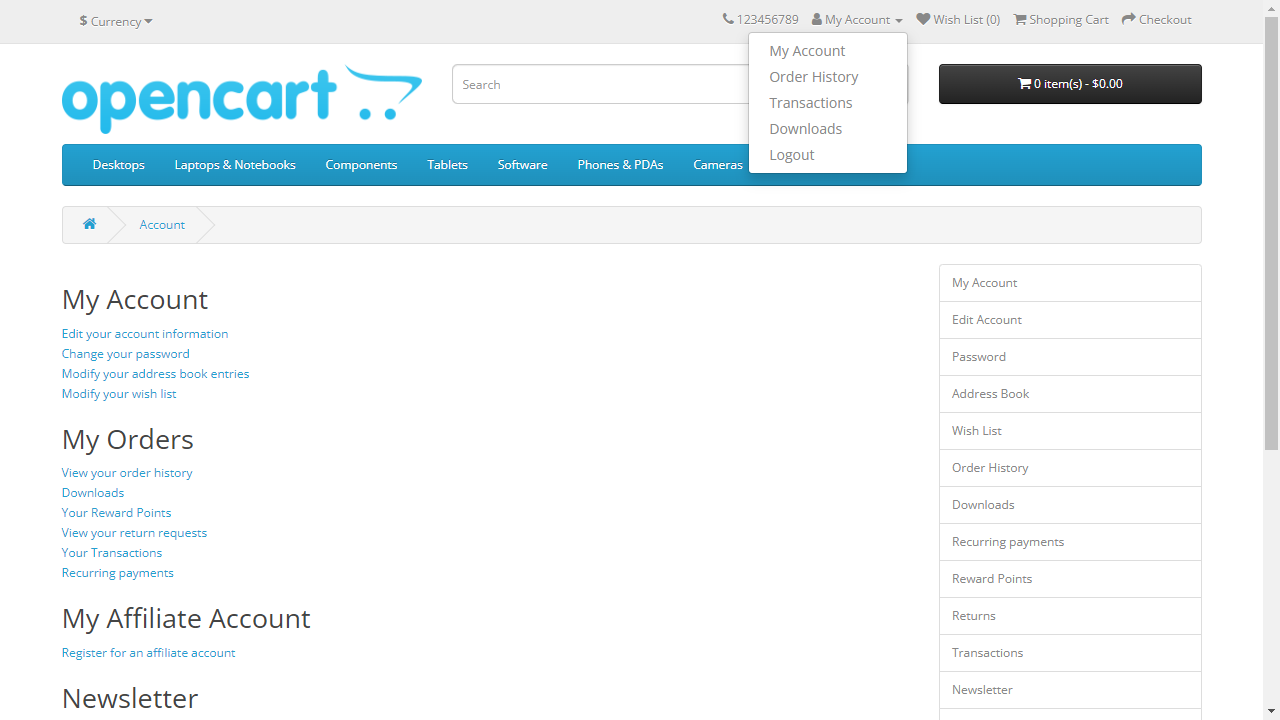 $ Currency
123456789 My Account Wish List (0) Shopping Cart Checkout
My Account
Order History
Transactions
Downloads
Logout
opencart
Search
0 item(s) - $0.00
Desktops Laptops & Notebooks Components Tablets Software Phones & PDAs Cameras
Account
My Account
Edit your account information
Change your password
Modify your address book entries
Modify your wish list
My Orders
View your order history
Downloads
Your Reward Points
View your return requests
Your Transactions
Recurring payments
My Affiliate Account
Register for an affiliate account
Newsletter
My Account
Edit Account
Password
Address Book
Wish List
Order History
Downloads
Recurring payments
Reward Points
Returns
Transactions
Newsletter